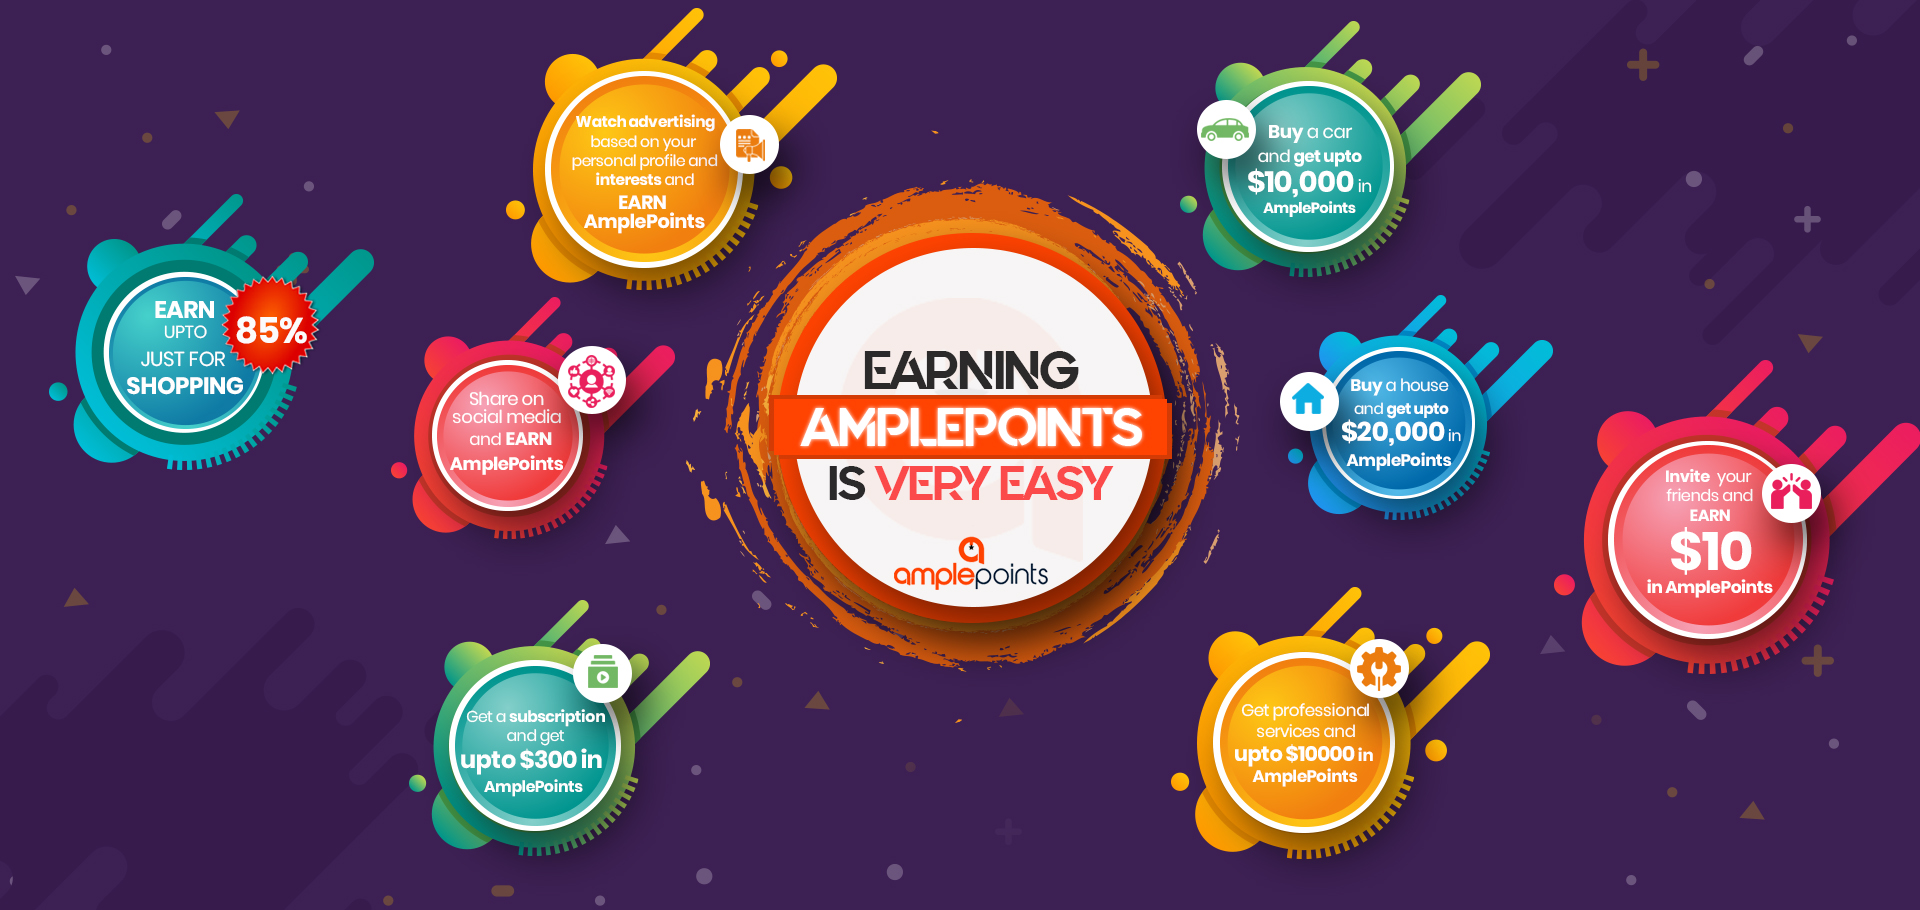 Watch advertising
based on your
personal profile and
interests and
EARN
AmplePoints
Buy a car
and get upto
$10,000 in
AmplePoints
EARN
UPTO
85%
JUST FOR
SHOPPING
Share on
social media
and EARN
AmplePoints
EARNING
AMPLEPOINTS
IS VERY EASY
amplepoints
Buy a house
and get upto
$20,000 in
AmplePoints
Invite your
friends and
EARN
$10
in AmplePoints
Get a subscription
and get
upto $300 in
AmplePoints
Get professional
services and
upto $10000 in
AmplePoints